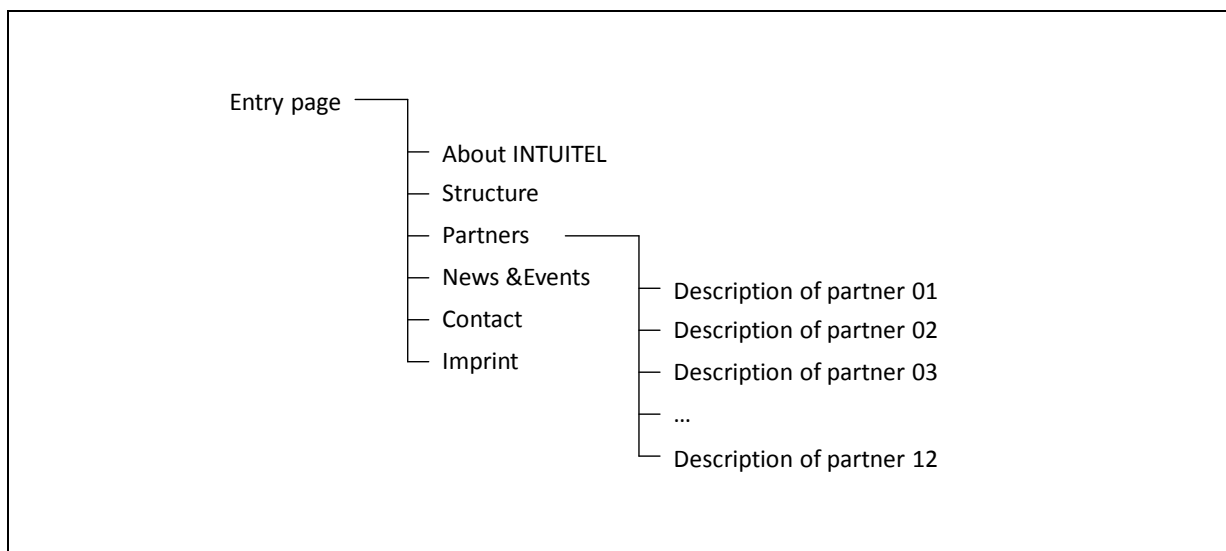 Entry page
About INTUITEL
Structure
Partners
News &Events
Contact
Imprint
Description of partner 01
Description of partner 02
Description of partner 03
...
Description of partner 12